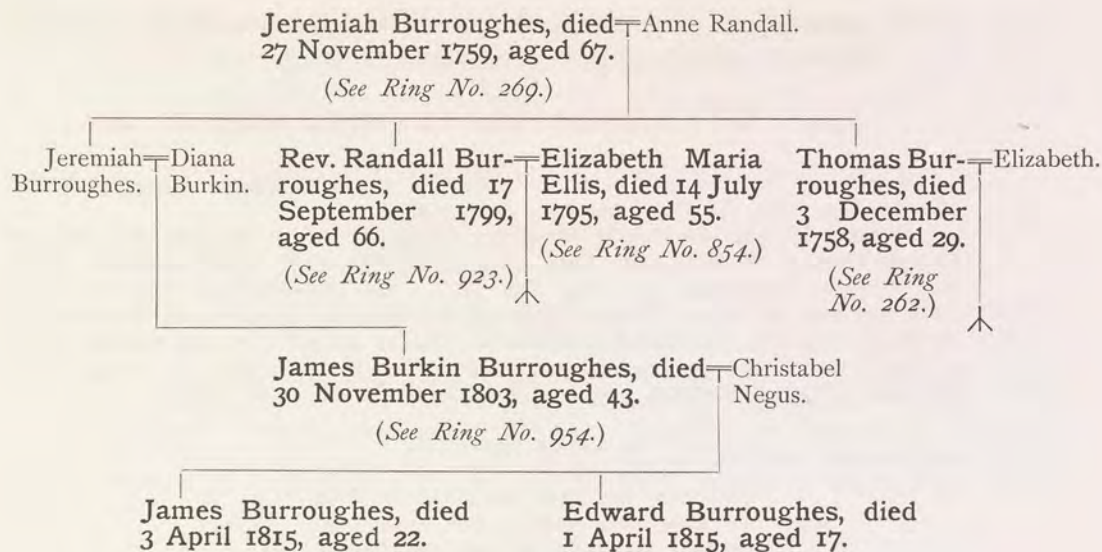 Jeremiah Burroughes, died
27 November 1759, aged 67.
(See Ring No. 269.)
Anne Randall.
Jeremiah
Burroughes.
Diana
Burkin.
Rev. Randall Bur-
roughes, died 17
September 1799,
aged 66.
(See Ring No. 923.)
Elizabeth Maria
Ellis, died 14 July
1795, aged 55.
(See Ring No. 854.)
Thomas Bur-
roughes, died
3 December
1758, aged 29.
(See Ring
No. 262.)
Elizabeth.
James Burkin Burroughes, died
30 November 1803, aged 43.
(See Ring No. 954.)
Christabel
Negus.
James Burroughes, died
3 April 1815, aged 22.
Edward Burroughes, died
1 April 1815, aged 17.